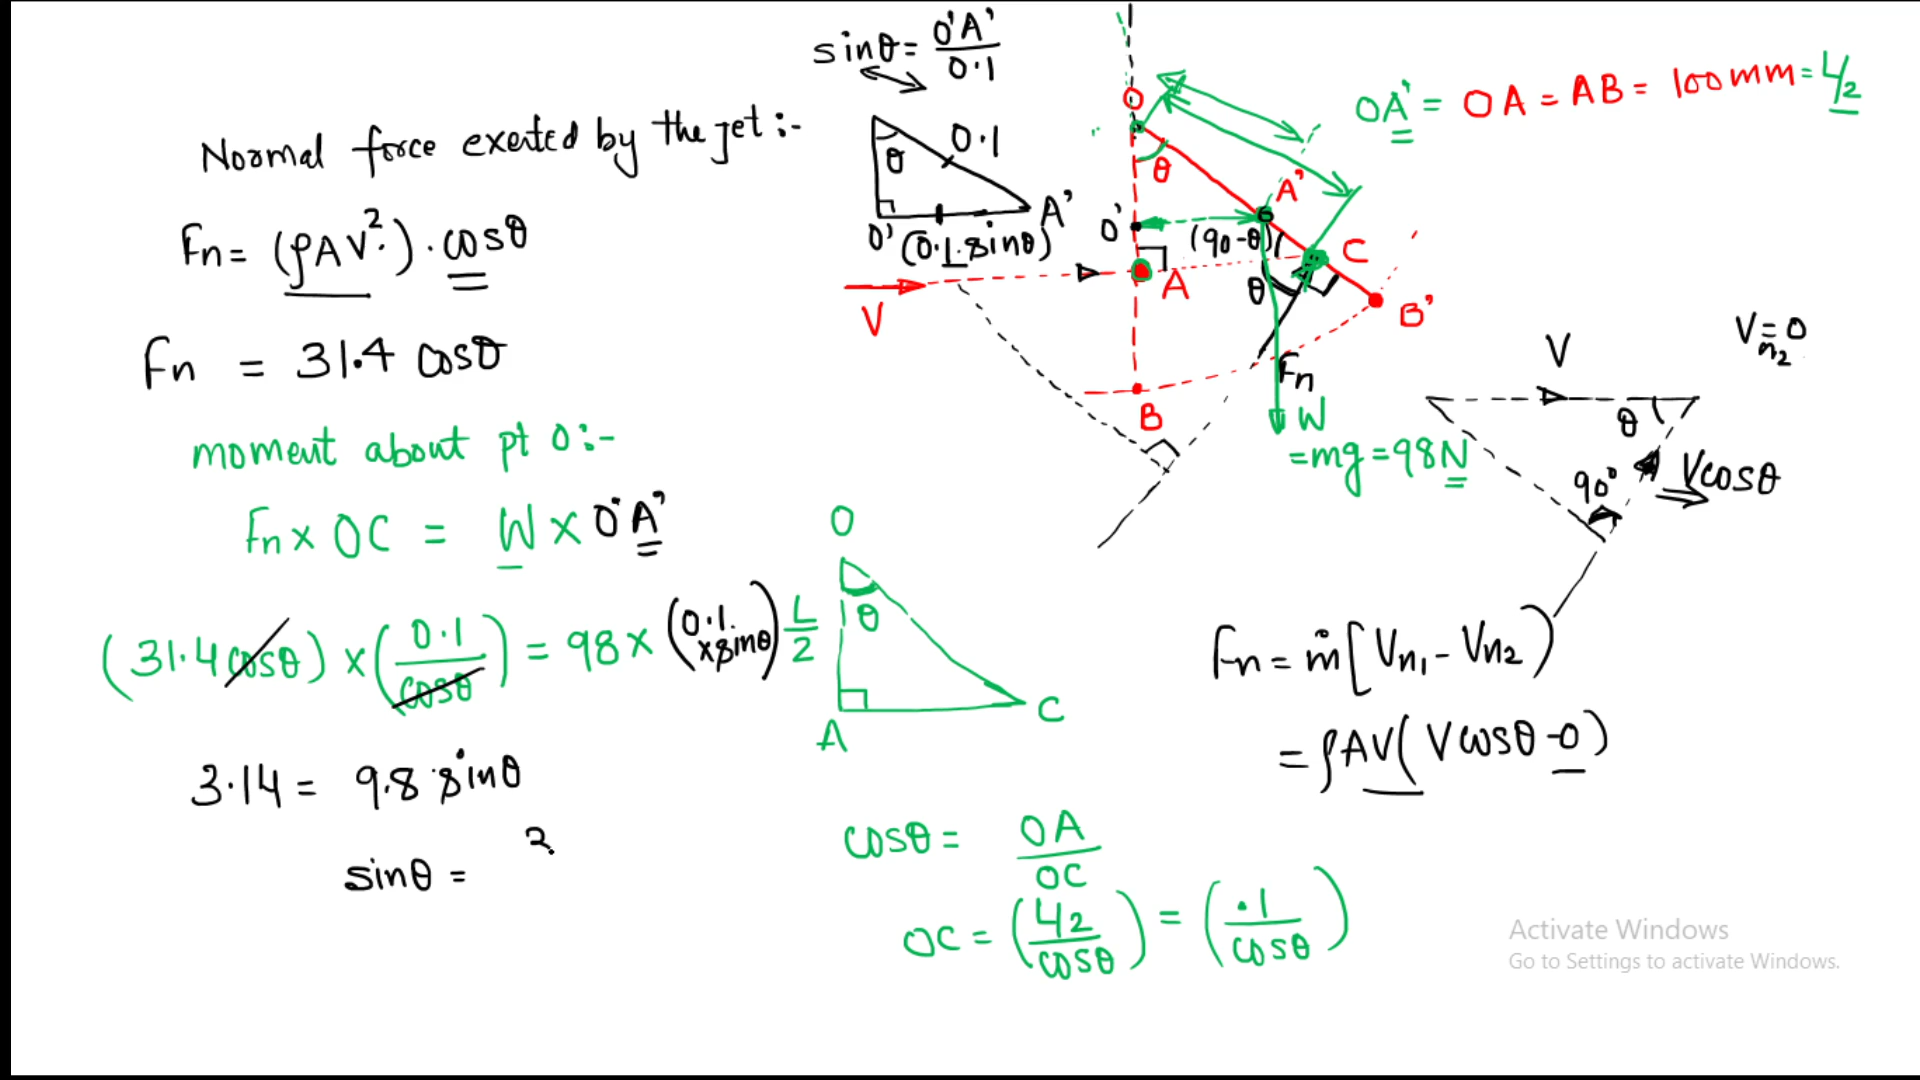 Normal force exerted by the jet:-
Fn = (ρAV².) . cosθ
Fn = 31.4 cosθ
moment about pt O:-
Fn x OC = W x O'A'
(31.4 cosθ) x (0.1/cosθ) = 98 x (0.1. x sinθ) L/2
3.14 = 9.8 sinθ
sinθ = 3.
sinθ = O'A'/0.1
θ
0.1
A'
O'
(0.1.sinθ)
O
θ
A'
O'
(90-θ)
C
A
θ
B'
V
Fn
B
W
=mg=98N
OA' = OA = AB = 100mm = L/2
V
Vn2=0
θ
90°
Vcosθ
O
θ
A
C
Fn = ṁ[Vn1 - Vn2)
= ρAV(Vcosθ-0)
cosθ = OA/OC
OC = (L/2/cosθ) = (.1/cosθ)
Activate Windows
Go to Settings to activate Windows.